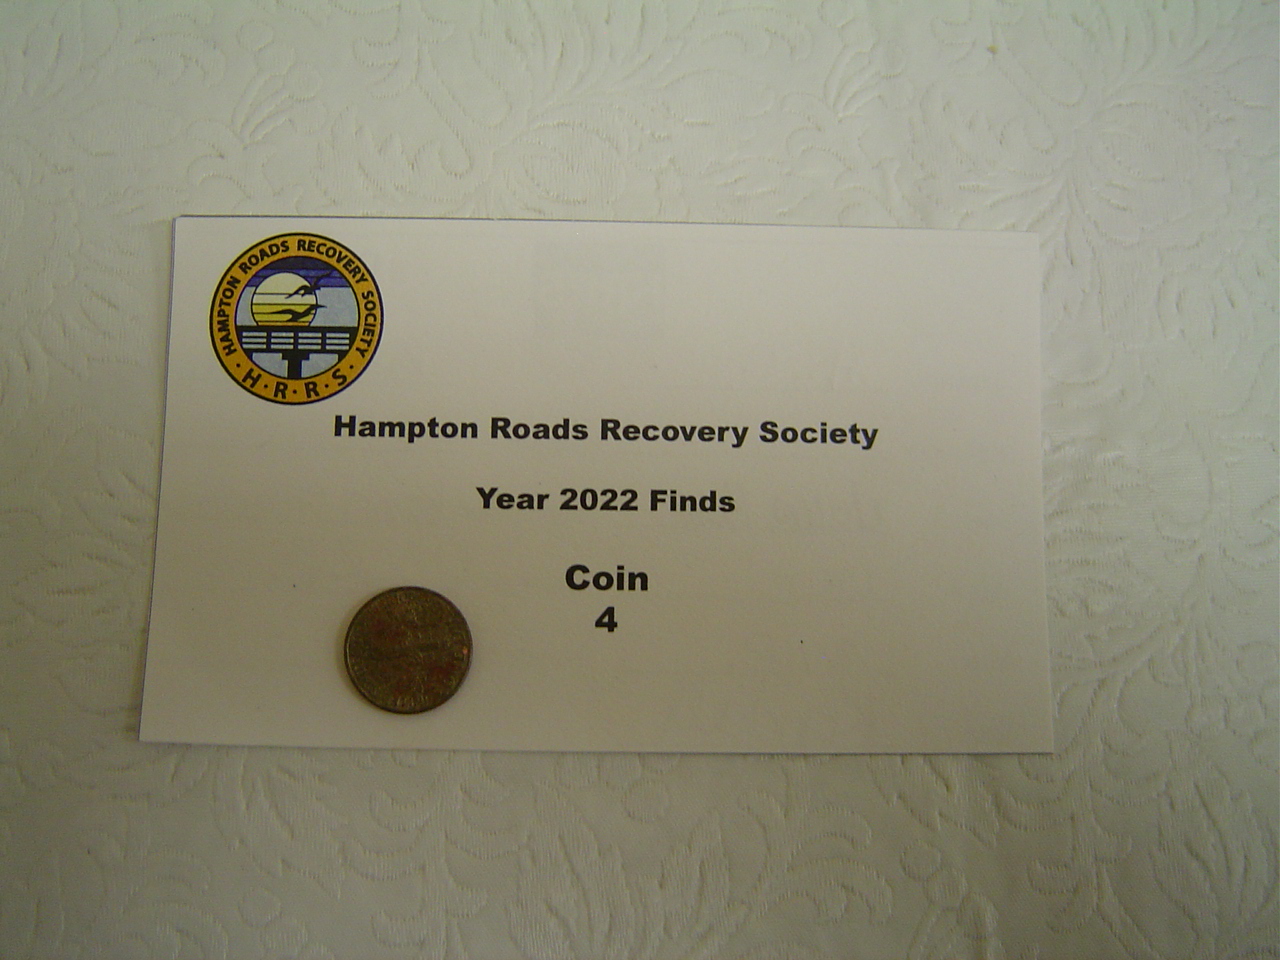 HAMPTON ROADS RECOVERY SOCIETY
· H · R · R · S ·
Hampton Roads Recovery Society
Year 2022 Finds
Coin
4